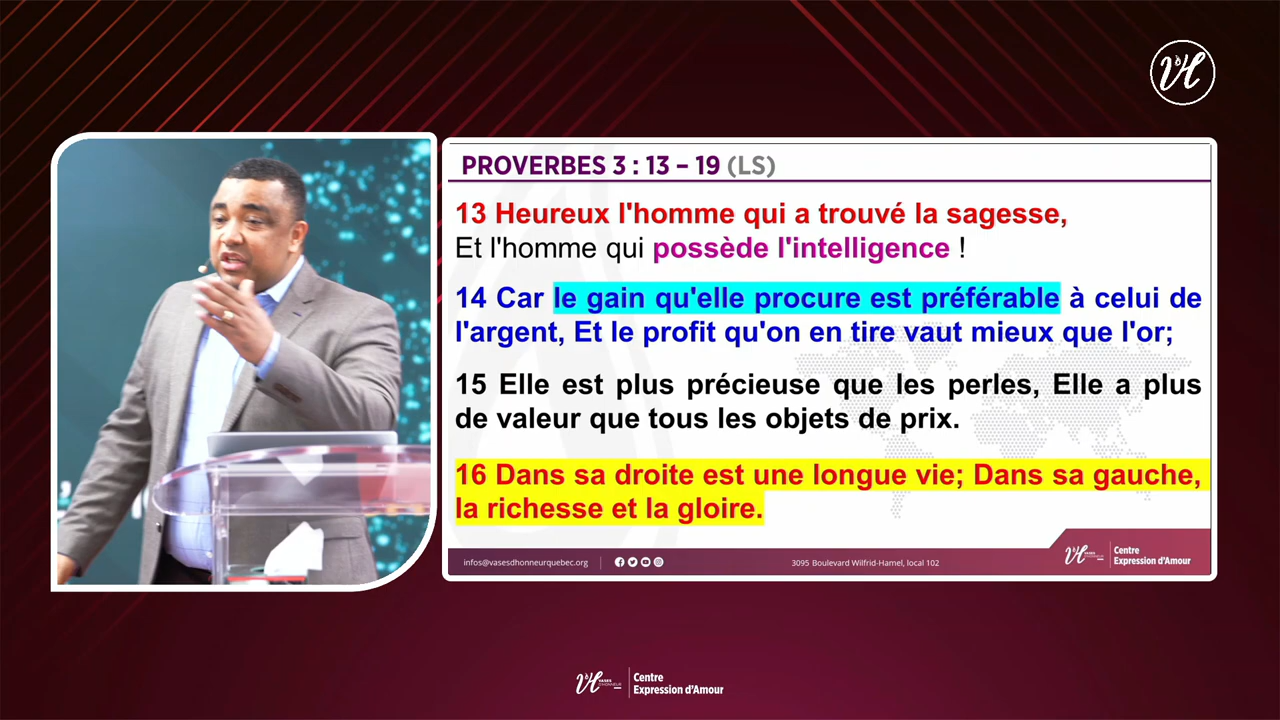 V*H
PROVERBES 3 : 13 – 19 (LS)
13 Heureux l'homme qui a trouvé la sagesse,
Et l'homme qui possède l'intelligence !
14 Car le gain qu'elle procure est préférable à celui de
l'argent, Et le profit qu'on en tire vaut mieux que l'or;
15 Elle est plus précieuse que les perles, Elle a plus
de valeur que tous les objets de prix.
16 Dans sa droite est une longue vie; Dans sa gauche,
la richesse et la gloire.
infos@vasesdhonneurquebec.org
3095 Boulevard Wilfrid-Hamel, local 102
Centre
Expression d'Amour
VASES
D'HONNEUR
Centre
Expression d'Amour